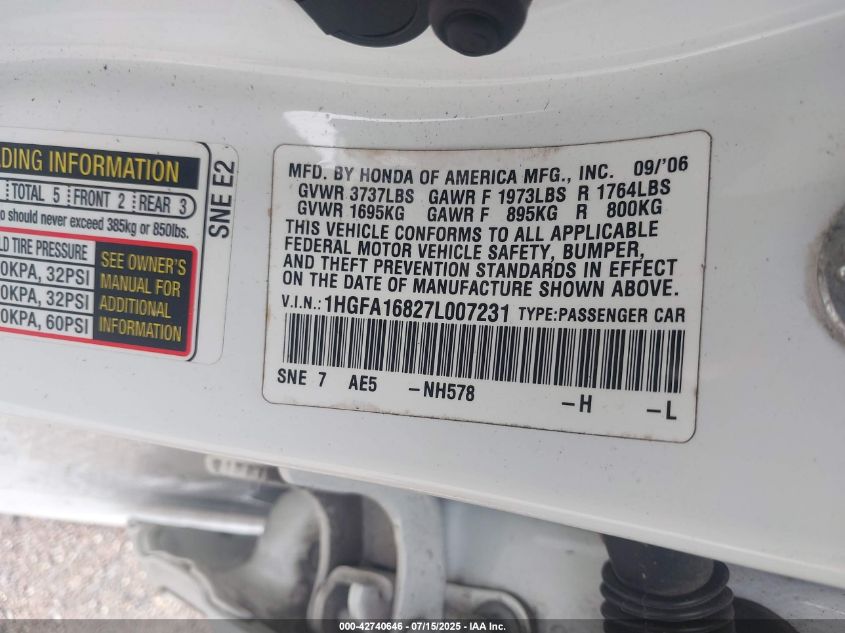 DING INFORMATION
TOTAL 5 FRONT 2 REAR 3
o should never exceed 385kg or 850lbs.
LD TIRE PRESSURE
0KPA, 32PSI
0KPA, 32PSI
0KPA, 60PSI
SEE OWNER'S
MANUAL FOR
ADDITIONAL
INFORMATION
SNE E2
MFD. BY HONDA OF AMERICA MFG., INC. 09/'06
GVWR 3737LBS GAWR F 1973LBS R 1764LBS
GVWR 1695KG GAWR F 895KG R 800KG
THIS VEHICLE CONFORMS TO ALL APPLICABLE
FEDERAL MOTOR VEHICLE SAFETY, BUMPER,
AND THEFT PREVENTION STANDARDS IN EFFECT
ON THE DATE OF MANUFACTURE SHOWN ABOVE.
V.I.N.: 1HGFA16827L007231 TYPE:PASSENGER CAR
SNE 7 AE5 -NH578 -H -L
000-42740646 - 07/15/2025 - IAA Inc.